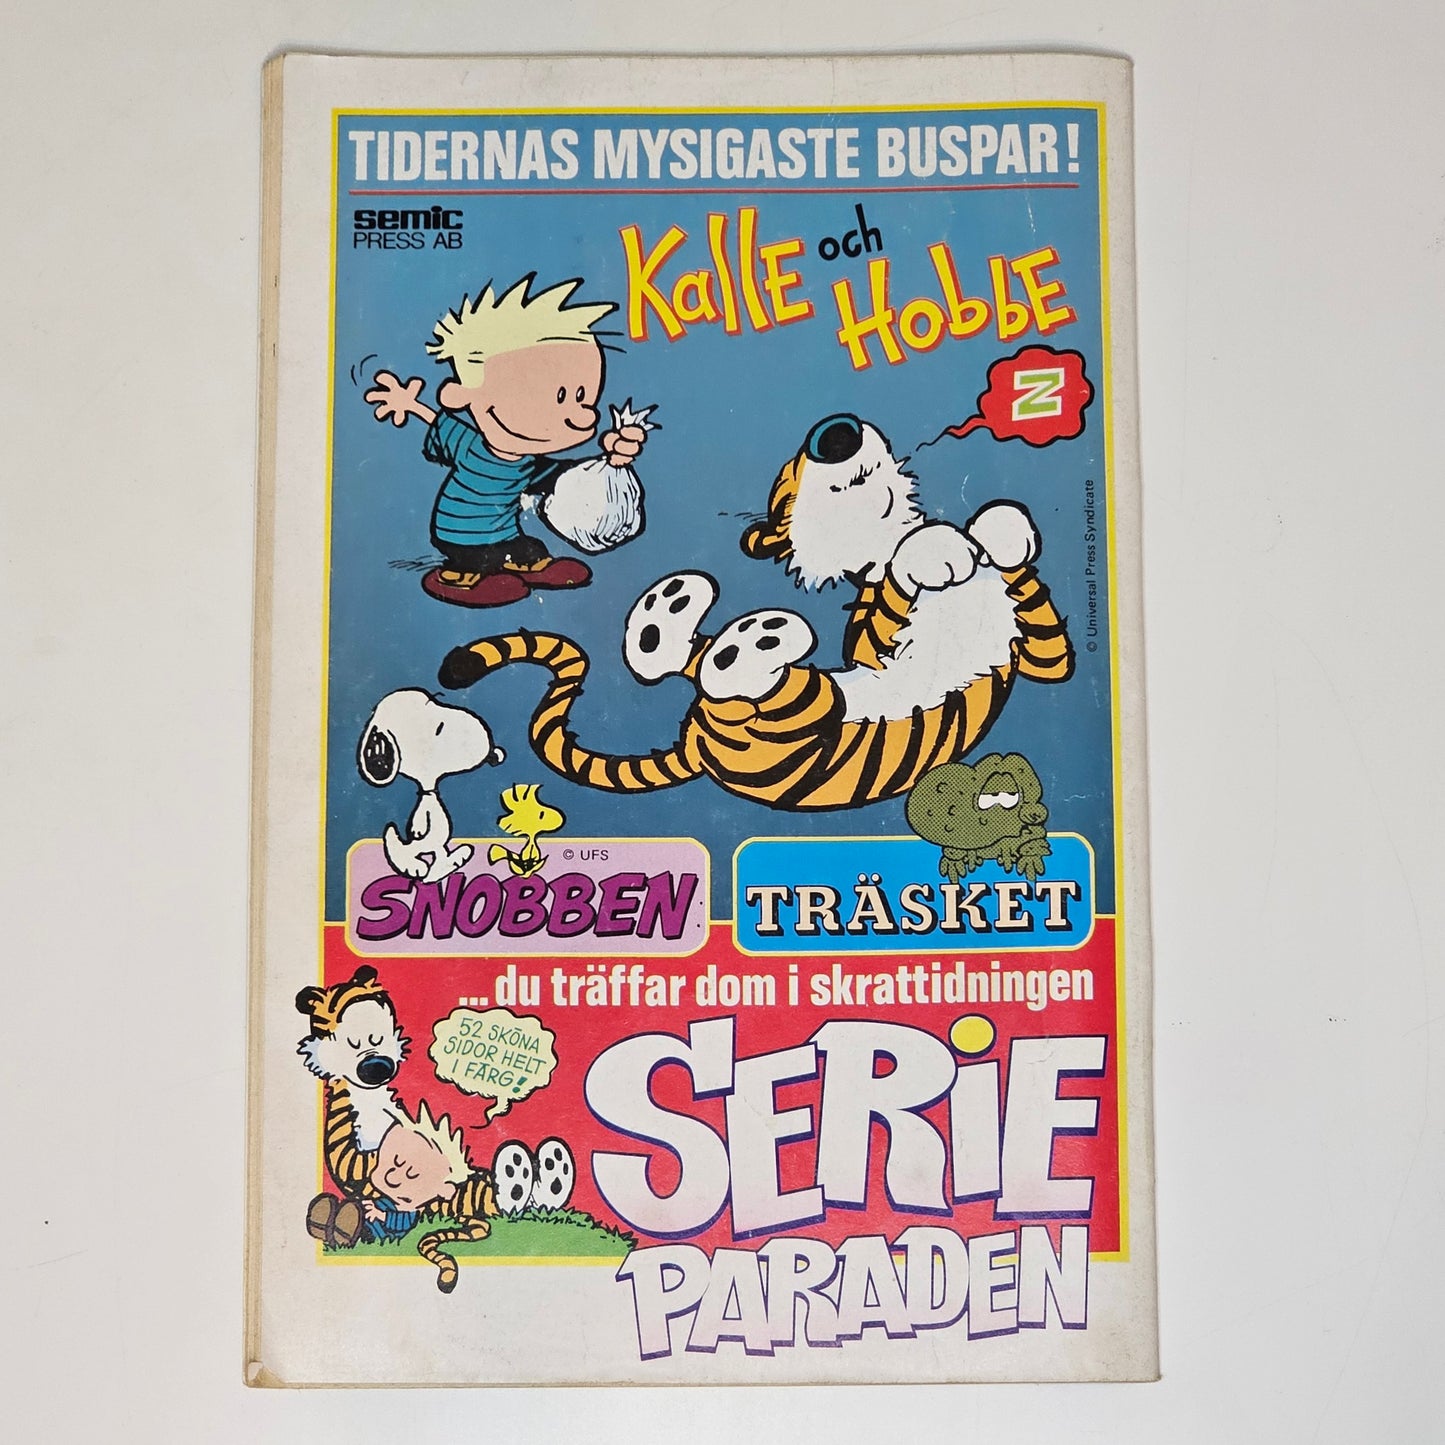 TIDERNAS MYSIGASTE BUSPAR!
semic
PRESS AB
Kalle och
Hobbe
Z
© Universal Press Syndicate
© UFS
SNOBBEN
TRÄSKET
...du träffar dom i skrattidningen
52 SKÖNA
SIDOR HELT
I FÄRG!
SERiE
PARADEN